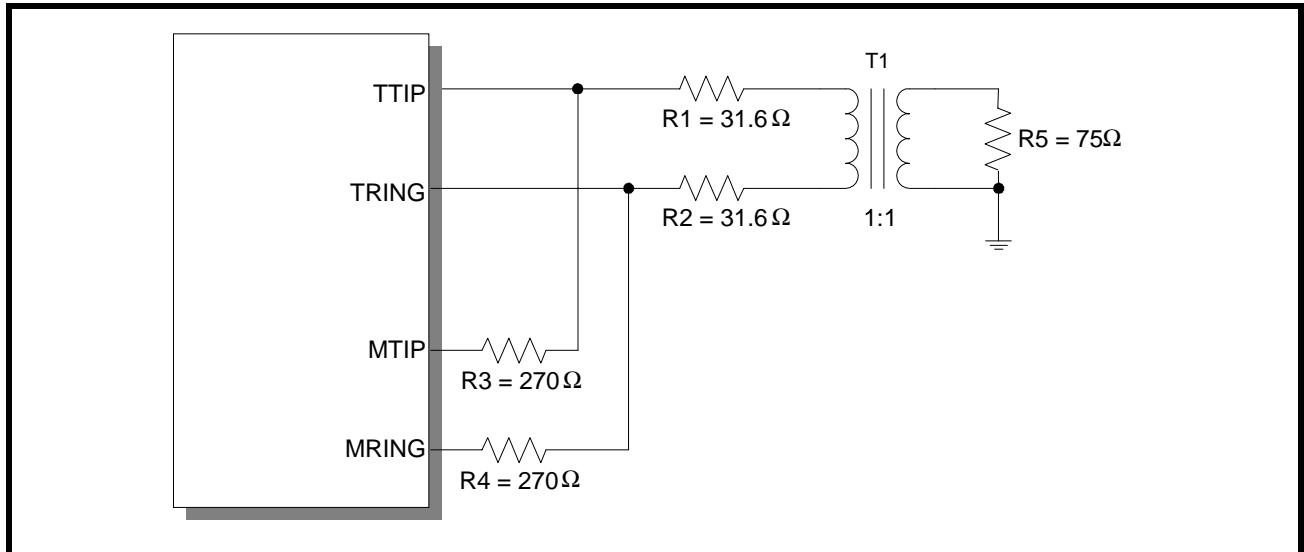 T1
TTIP
R1 = 31.6Ω
R5 = 75Ω
TRING
R2 = 31.6Ω
1:1
MTIP
R3 = 270Ω
MRING
R4 = 270Ω